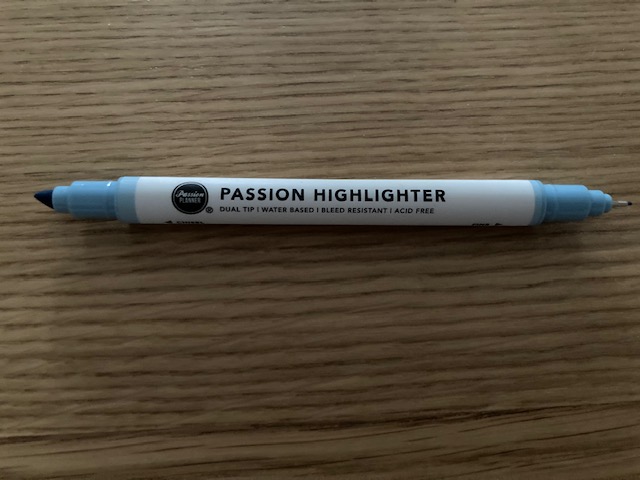 Passion
PLANNER
®
PASSION HIGHLIGHTER
DUAL TIP | WATER BASED | BLEED RESISTANT | ACID FREE